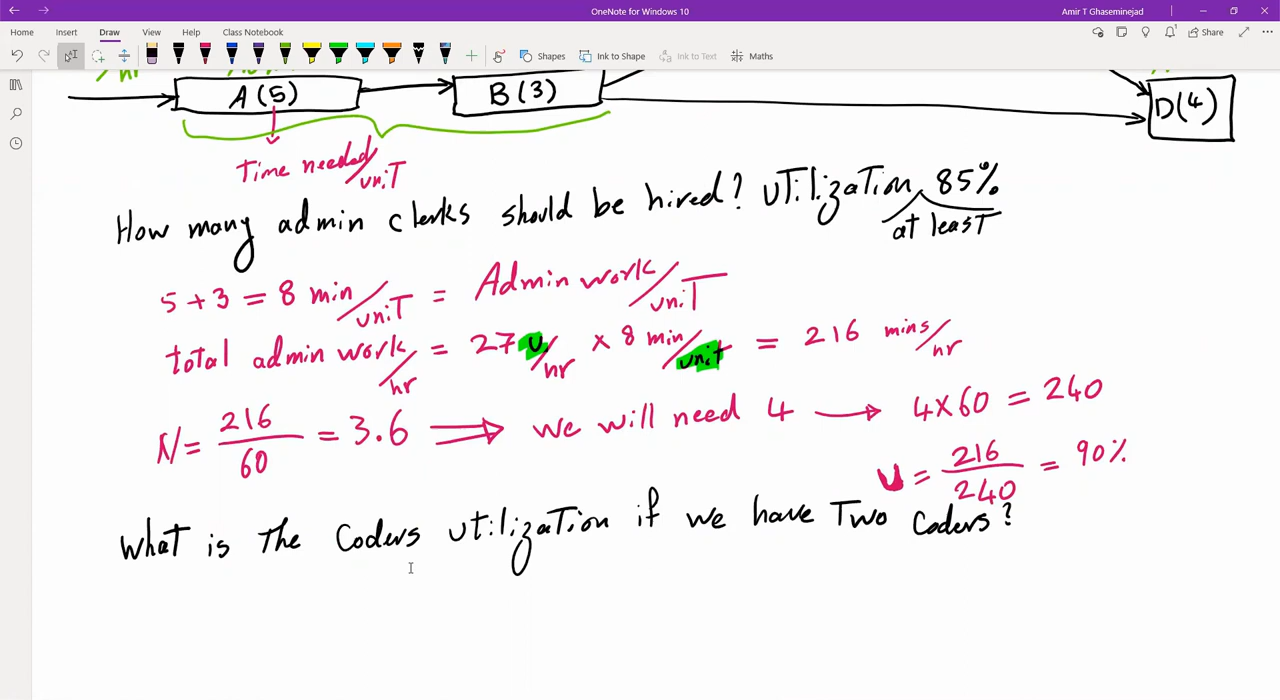 OneNote for Windows 10
Amir T Ghaseminejad
Home Insert Draw View Help Class Notebook
Share
Shapes Ink to Shape Ink to Text Maths
/hr
A (5) B (3) D(4)
Time needed/unit
How many admin clerks should be hired? Utilization 85%
at least
5 + 3 = 8 min/unit = Admin work/unit
total admin work/hr = 27 u/hr × 8 min/unit = 216 mins/hr
N = 216/60 = 3.6 ⟹ we will need 4 → 4×60 = 240
U = 216/240 = 90%
What is the Coders utilization if we have Two Coders?